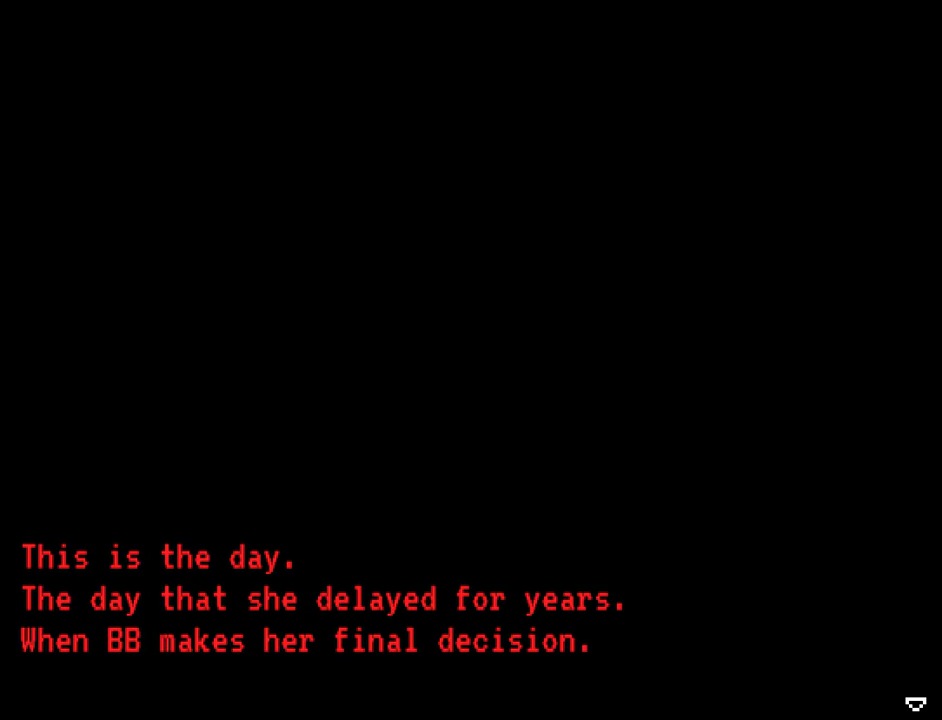 This is the day.
The day that she delayed for years.
When BB makes her final decision.